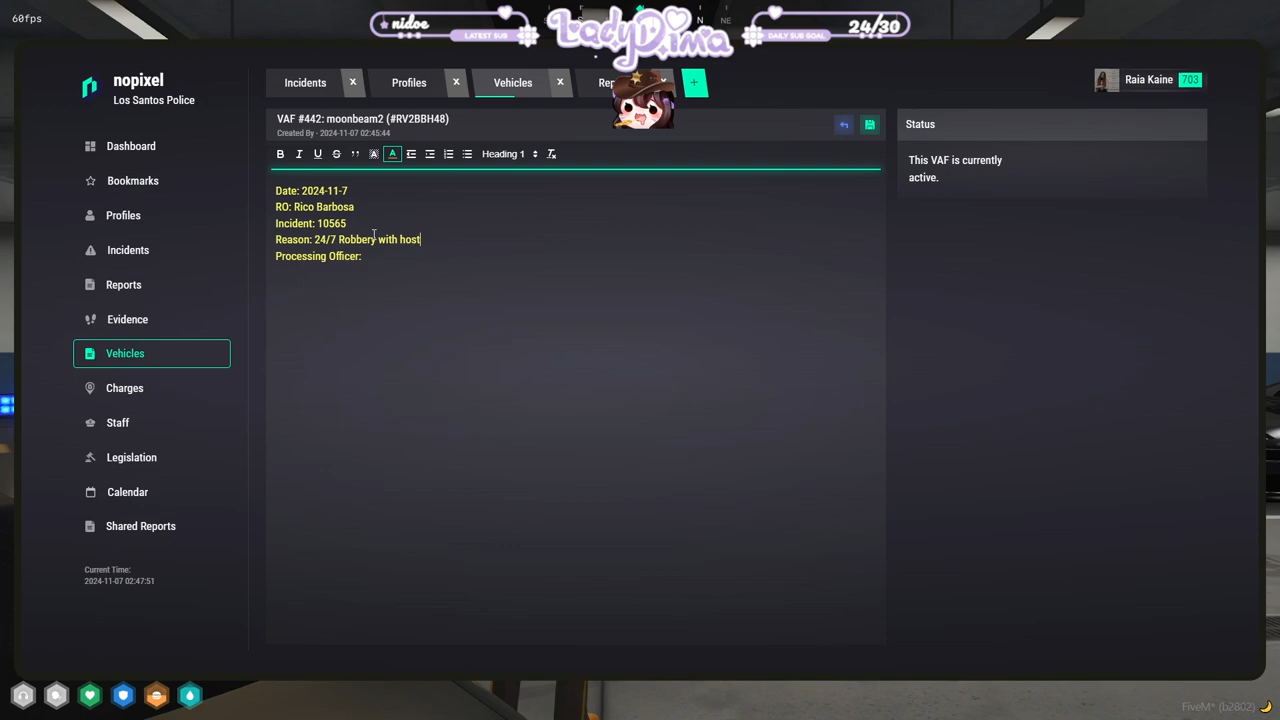 60fps
nidoe
LATEST SUB
LadyDima
N
NE
24/30
DAILY SUB GOAL
nopixel
Los Santos Police
Incidents x
Profiles x
Vehicles x
Rep
+
Raia Kaine 703
VAF #442: moonbeam2 (#RV2BBH48)
Created By - 2024-11-07 02:45:44
B I U S A A Heading 1
Date: 2024-11-7
RO: Rico Barbosa
Incident: 10565
Reason: 24/7 Robbery with host
Processing Officer:
Status
This VAF is currently
active.
Dashboard
Bookmarks
Profiles
Incidents
Reports
Evidence
Vehicles
Charges
Staff
Legislation
Calendar
Shared Reports
Current Time:
2024-11-07 02:47:51
FiveM* (b2802)